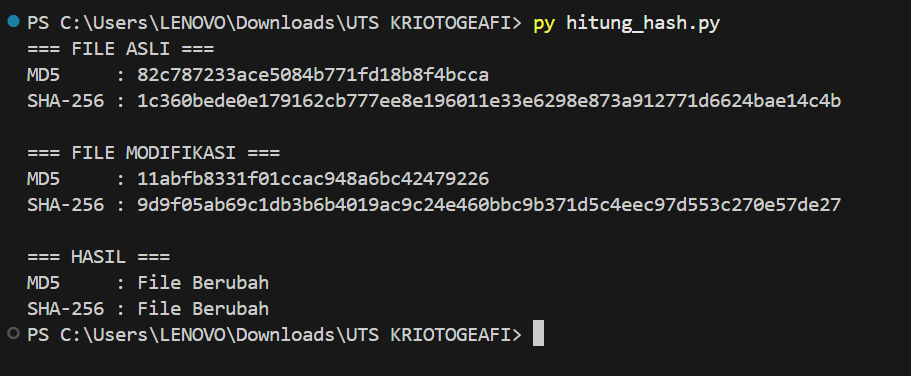 PS C:\Users\LENOVO\Downloads\UTS KRIOTOGEAFI> py hitung_hash.py
=== FILE ASLI ===
MD5     : 82c787233ace5084b771fd18b8f4bcca
SHA-256 : 1c360bede0e179162cb777ee8e196011e33e6298e873a912771d6624bae14c4b

=== FILE MODIFIKASI ===
MD5     : 11abfb8331f01ccac948a6bc42479226
SHA-256 : 9d9f05ab69c1db3b6b4019ac9c24e460bbc9b371d5c4eec97d553c270e57de27

=== HASIL ===
MD5     : File Berubah
SHA-256 : File Berubah
PS C:\Users\LENOVO\Downloads\UTS KRIOTOGEAFI>